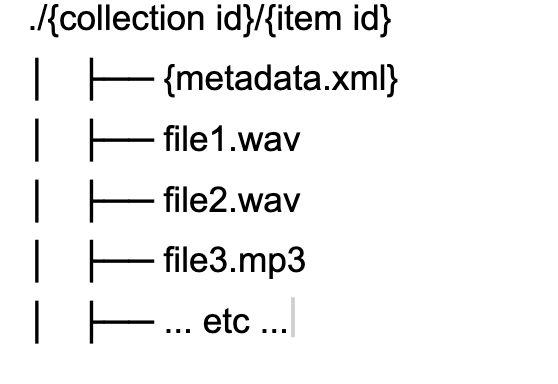 ./{collection id}/{item id}
│   ├── {metadata.xml}
│   ├── file1.wav
│   ├── file2.wav
│   ├── file3.mp3
│   ├── ... etc ...